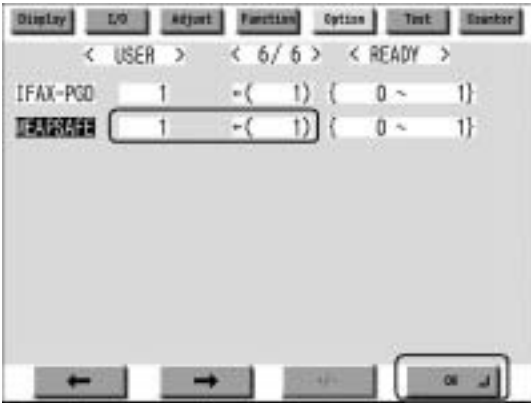 Display I/O Adjust Function Option Test Counter
< USER > < 6/ 6 > < READY >
IFAX-PGD 1 ←( 1) { 0 ~ 1}
MEAPSAFE 1 ←( 1) { 0 ~ 1}
← → +/- OK ↵